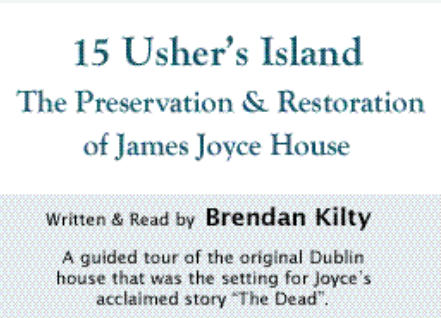 15 Usher's Island
The Preservation & Restoration
of James Joyce House
Written & Read by Brendan Kilty
A guided tour of the original Dublin
house that was the setting for Joyce's
acclaimed story “The Dead”.